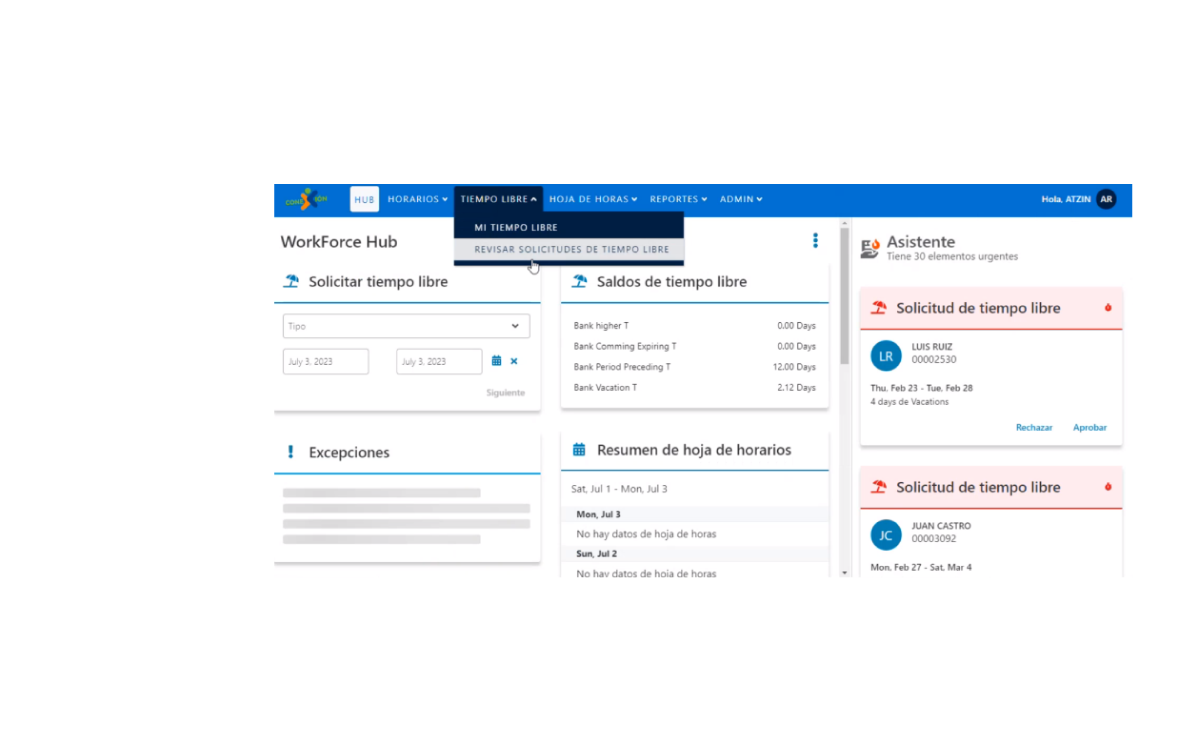 HUB HORARIOS TIEMPO LIBRE HOJA DE HORAS REPORTES ADMIN Hola, ATZIN AR
MI TIEMPO LIBRE
REVISAR SOLICITUDES DE TIEMPO LIBRE
WorkForce Hub
Solicitar tiempo libre
Tipo
July 3, 2023 July 3, 2023
Siguiente
Saldos de tiempo libre
Bank higher T 0.00 Days
Bank Comming Expiring T 0.00 Days
Bank Period Preceding T 12.00 Days
Bank Vacation T 2.12 Days
Excepciones
Resumen de hoja de horarios
Sat, Jul 1 - Mon, Jul 3
Mon, Jul 3
No hay datos de hoja de horas
Sun, Jul 2
No hay datos de hoja de horas
Asistente
Tiene 30 elementos urgentes
Solicitud de tiempo libre
LR LUIS RUIZ
00002530
Thu, Feb 23 - Tue, Feb 28
4 days de Vacations
Rechazar Aprobar
Solicitud de tiempo libre
JC JUAN CASTRO
00003092
Mon, Feb 27 - Sat, Mar 4